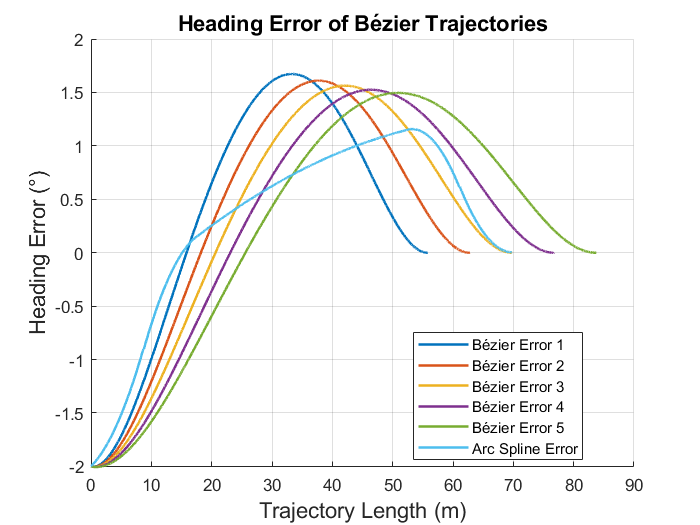 Heading Error of Bézier Trajectories
2
1.5
1
0.5
0
-0.5
-1
-1.5
-2
Heading Error (°)
0 10 20 30 40 50 60 70 80 90
Trajectory Length (m)
Bézier Error 1
Bézier Error 2
Bézier Error 3
Bézier Error 4
Bézier Error 5
Arc Spline Error